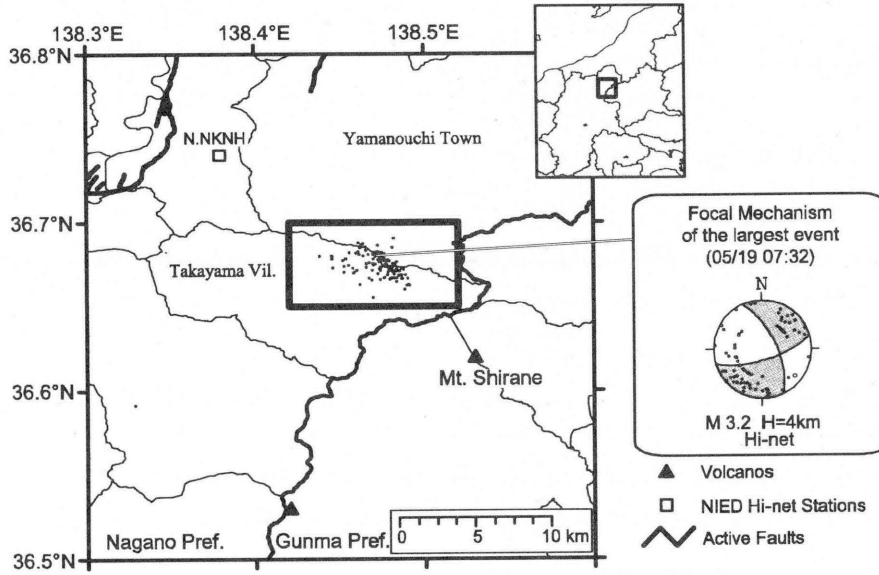 138.3°E
138.4°E
138.5°E
36.8°N
36.7°N
36.6°N
36.5°N
N.NKNH
Yamanouchi Town
Takayama Vil.
Mt. Shirane
Nagano Pref.
Gunma Pref.
0 5 10 km
Focal Mechanism
of the largest event
(05/19 07:32)
N
M 3.2 H=4km
Hi-net
Volcanos
NIED Hi-net Stations
Active Faults